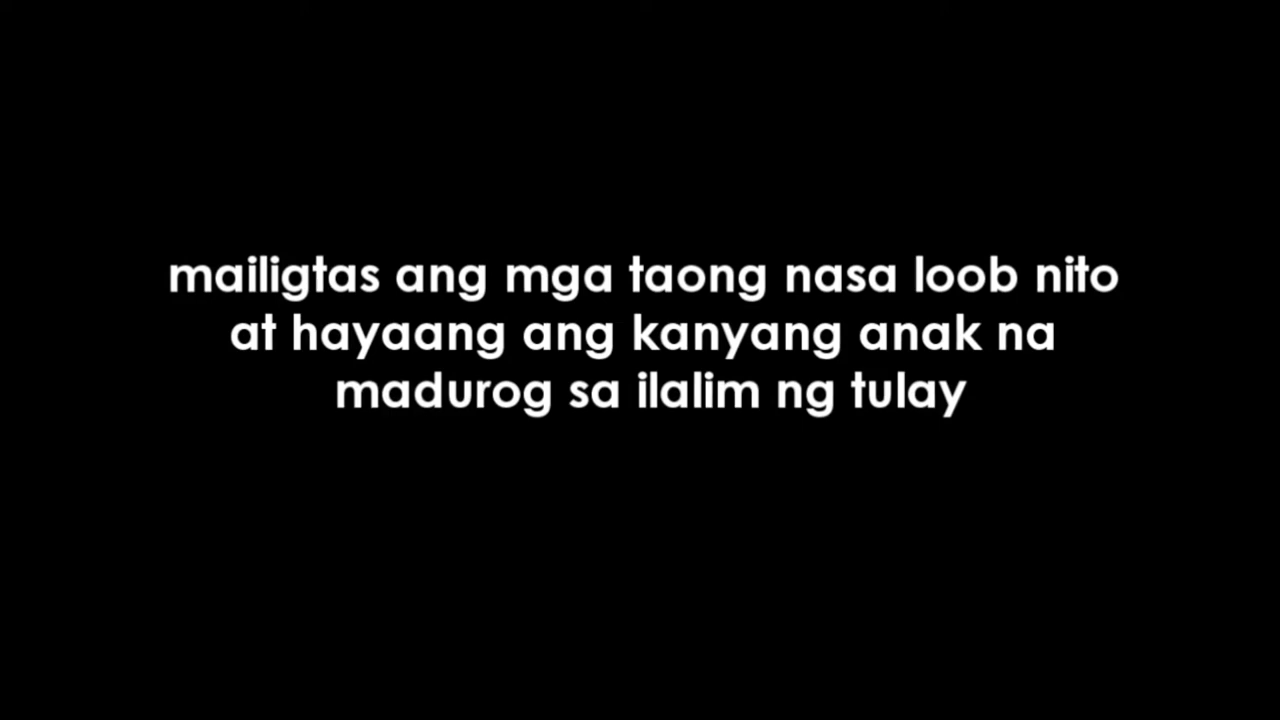 mailigtas ang mga taong nasa loob nito
at hayaang ang kanyang anak na
madurog sa ilalim ng tulay